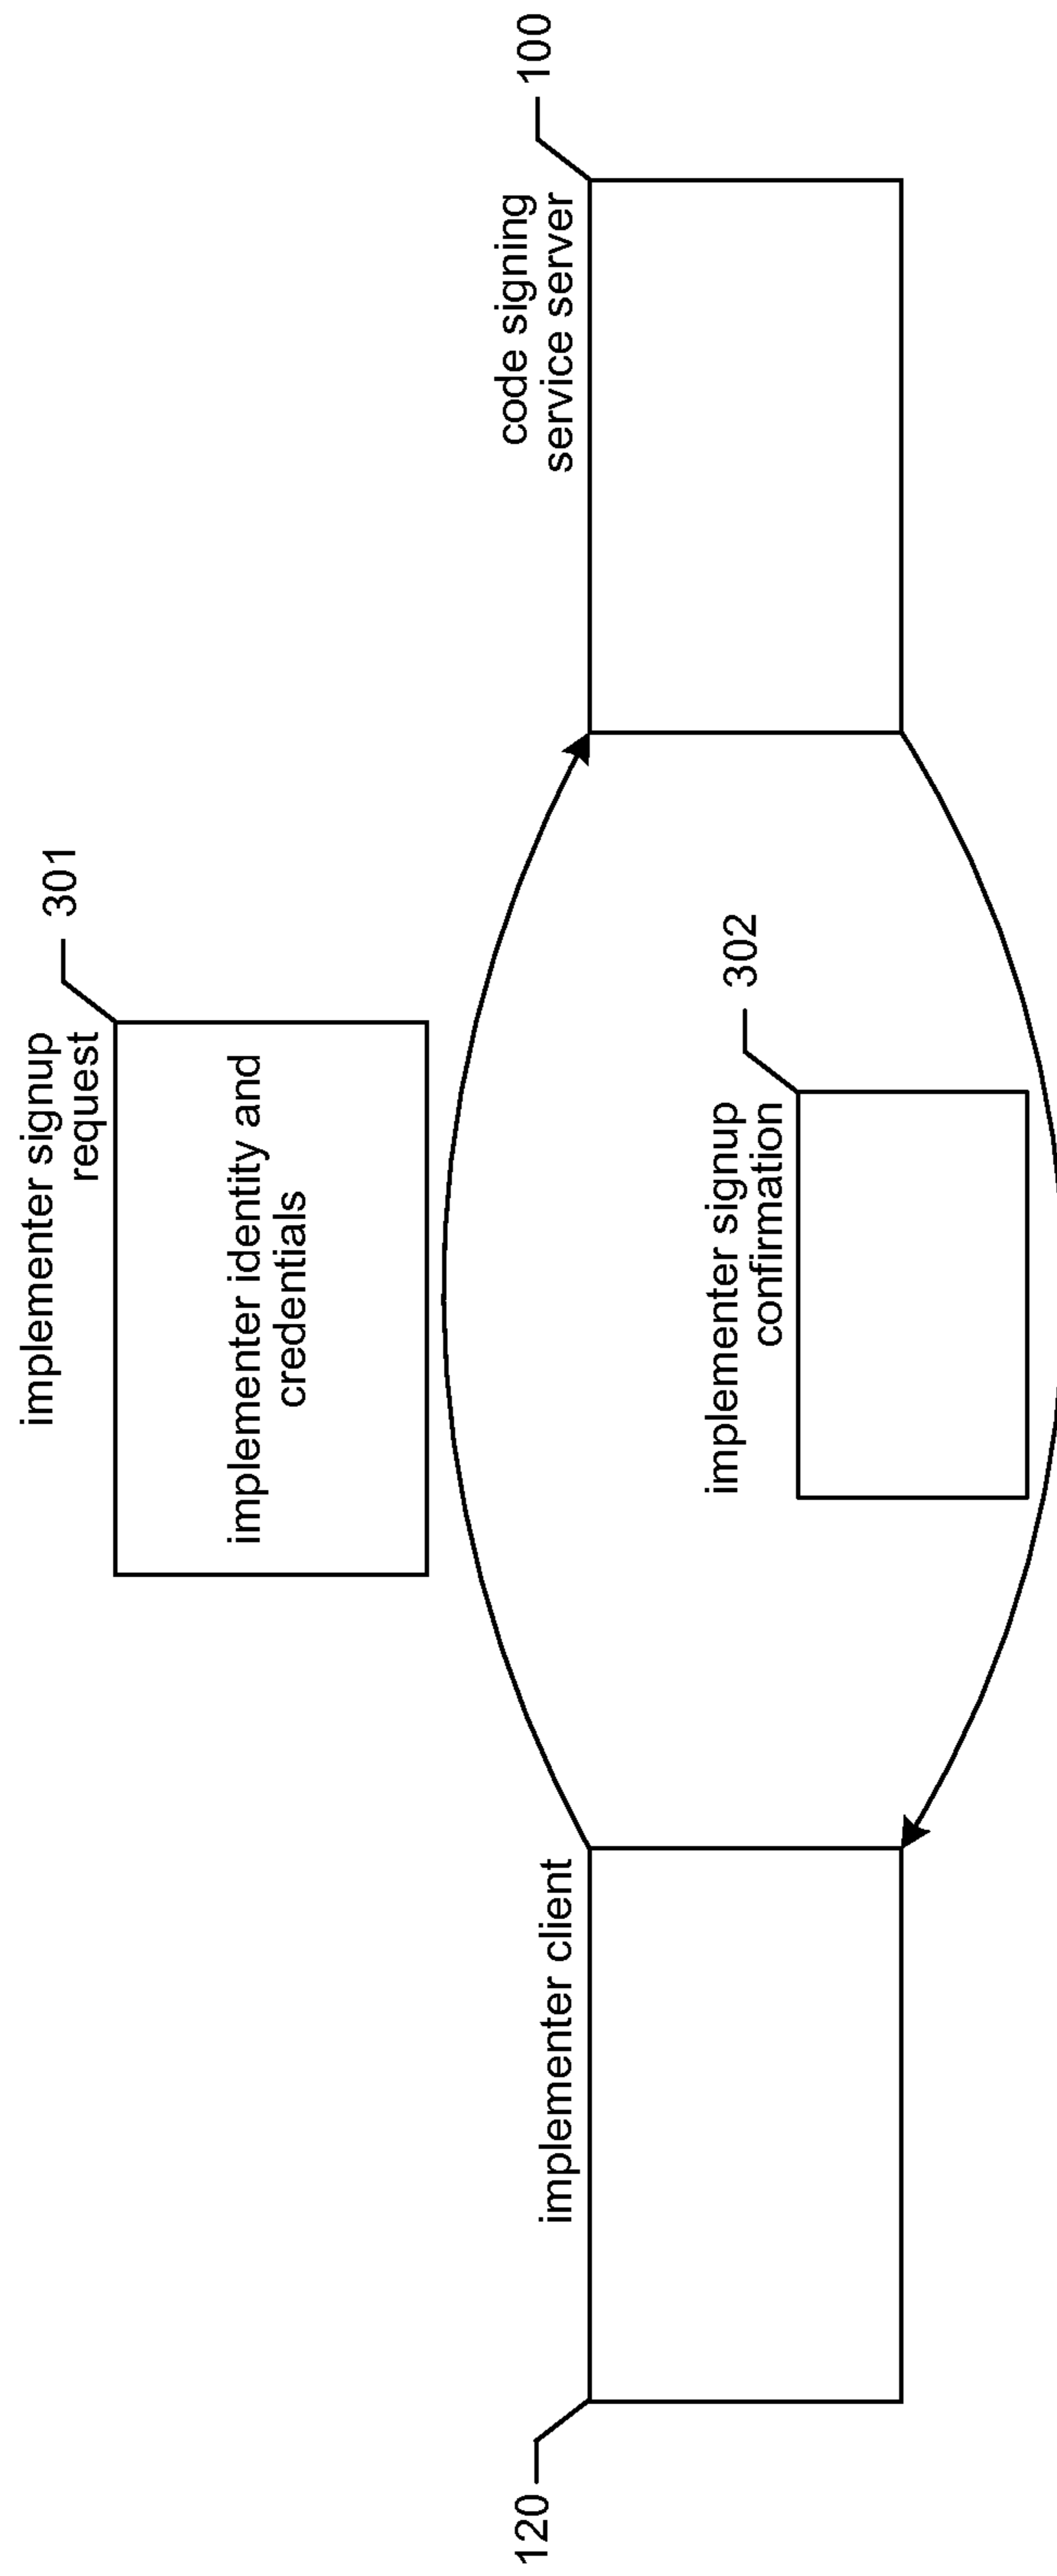 implementer signup
request
301
implementer identity and
credentials
120
implementer client
code signing
service server
100
implementer signup
confirmation
302